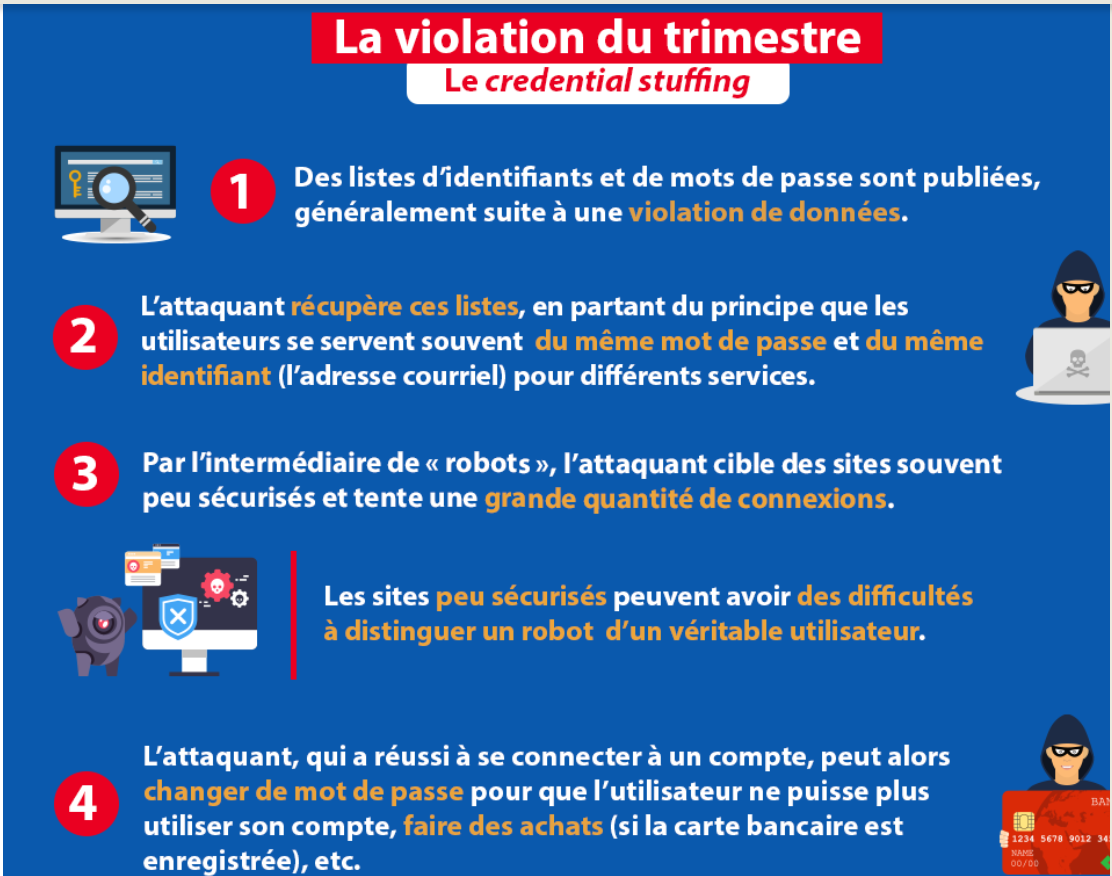 La violation du trimestre
Le credential stuffing
1
Des listes d’identifiants et de mots de passe sont publiées,
généralement suite à une violation de données.
2
L’attaquant récupère ces listes, en partant du principe que les
utilisateurs se servent souvent du même mot de passe et du même
identifiant (l’adresse courriel) pour différents services.
3
Par l’intermédiaire de « robots », l’attaquant cible des sites souvent
peu sécurisés et tente une grande quantité de connexions.
Les sites peu sécurisés peuvent avoir des difficultés
à distinguer un robot d’un véritable utilisateur.
4
L’attaquant, qui a réussi à se connecter à un compte, peut alors
changer de mot de passe pour que l’utilisateur ne puisse plus
utiliser son compte, faire des achats (si la carte bancaire est
enregistrée), etc.
1234 5678 9012
NAME
00/00